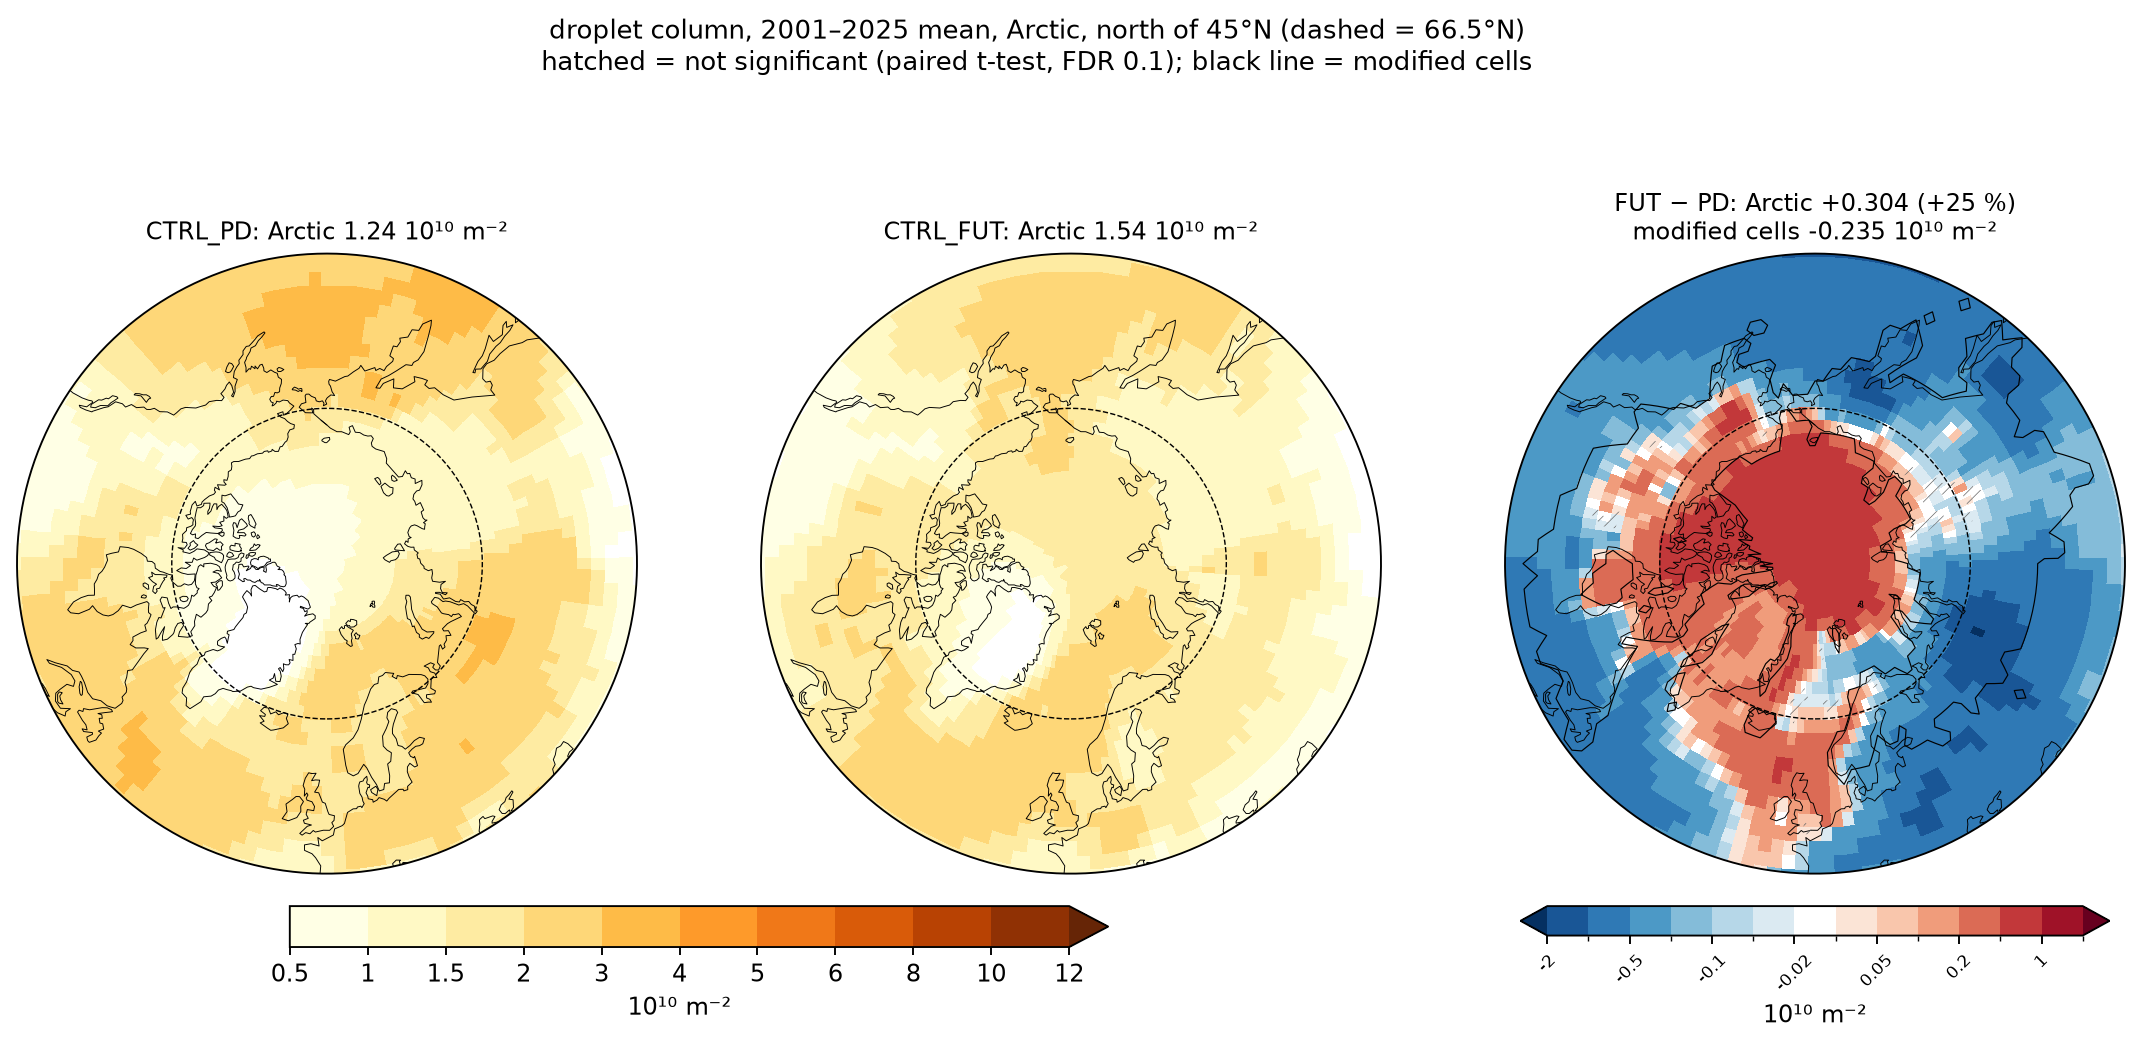 droplet column, 2001–2025 mean, Arctic, north of 45°N (dashed = 66.5°N)
hatched = not significant (paired t-test, FDR 0.1); black line = modified cells
CTRL_PD: Arctic 1.24 10¹⁰ m⁻²
CTRL_FUT: Arctic 1.54 10¹⁰ m⁻²
FUT − PD: Arctic +0.304 (+25 %)
modified cells -0.235 10¹⁰ m⁻²
0.5 1 1.5 2 3 4 5 6 8 10 12
10¹⁰ m⁻²
-2 -0.5 -0.1 -0.02 0.05 0.2 1
10¹⁰ m⁻²